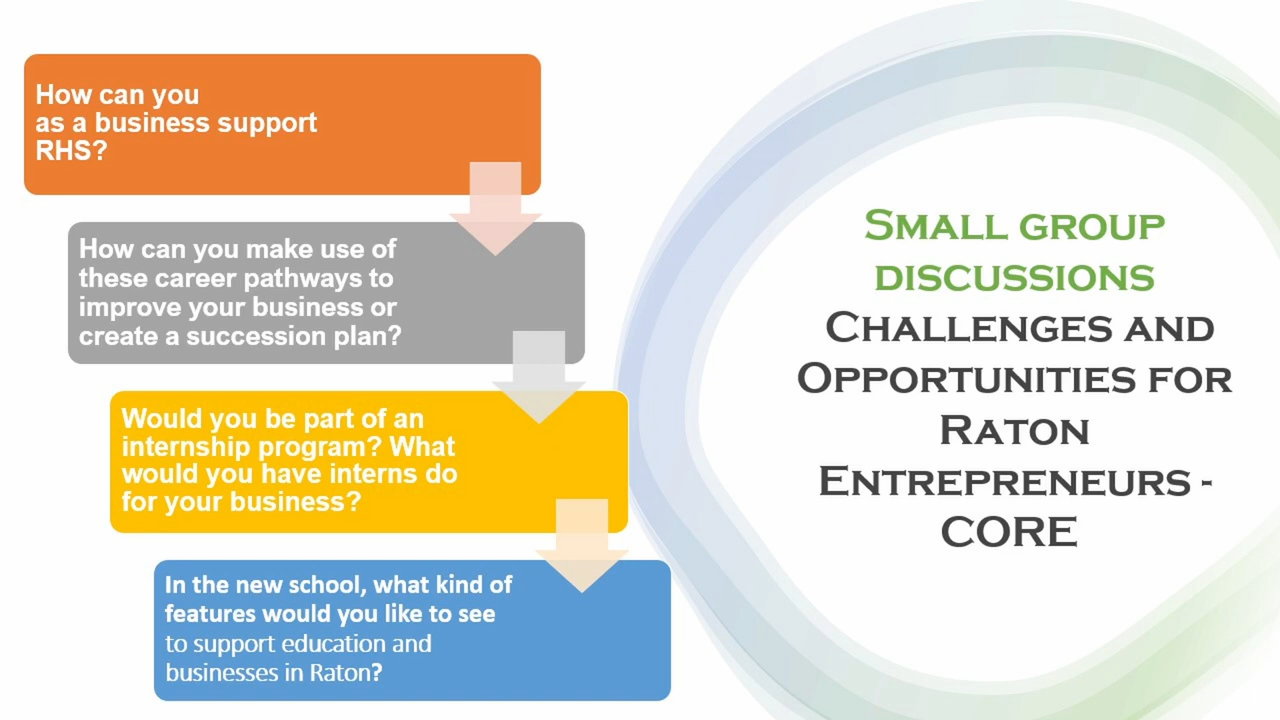 How can you
as a business support
RHS?
How can you make use of
these career pathways to
improve your business or
create a succession plan?
Would you be part of an
internship program? What
would you have interns do
for your business?
In the new school, what kind of
features would you like to see
to support education and
businesses in Raton?
Small group
discussions
Challenges and
Opportunities for
Raton
Entrepreneurs -
CORE